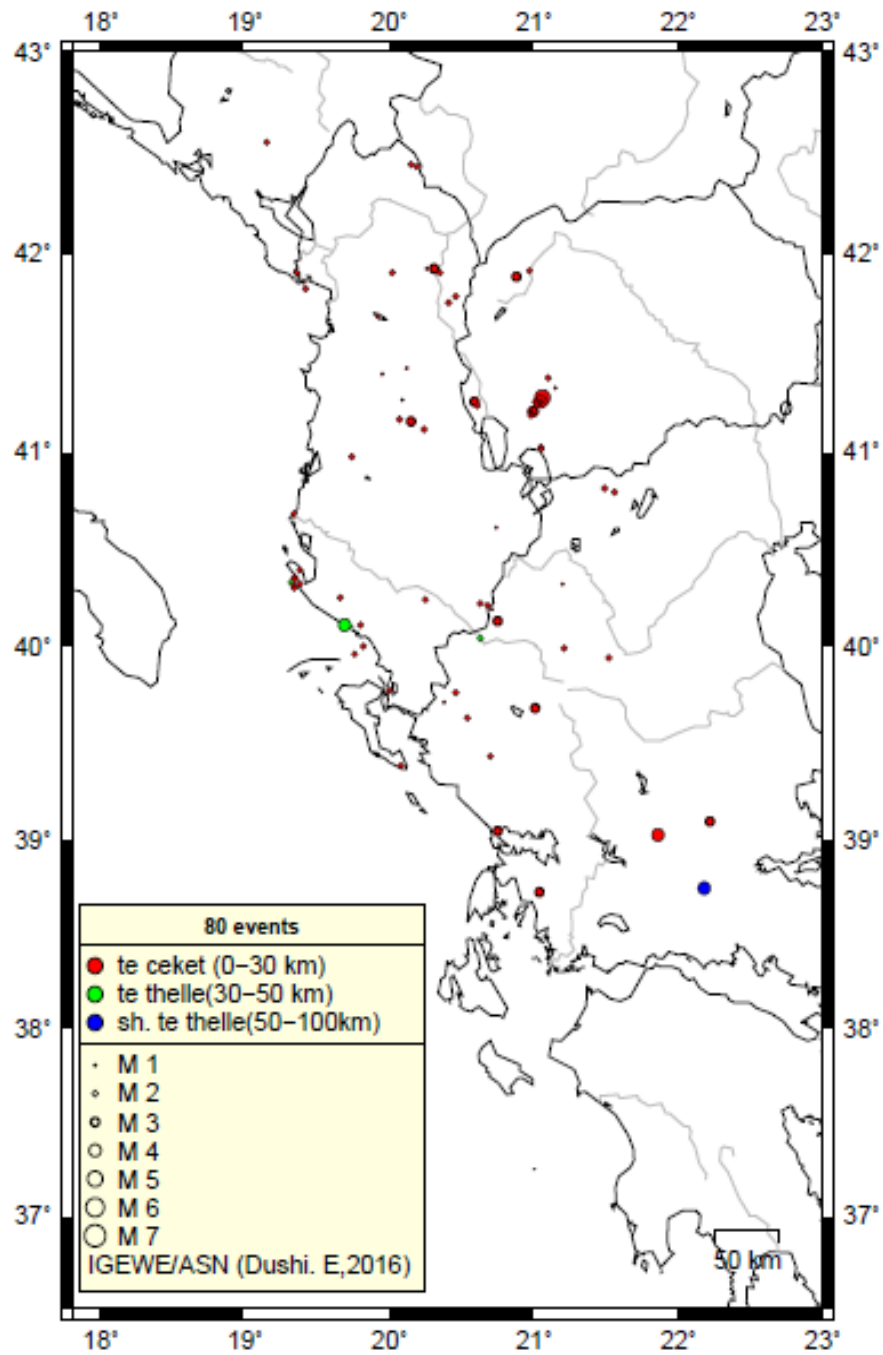 18° 19° 20° 21° 22° 23°
43° 43°
42° 42°
41° 41°
40° 40°
39° 39°
38° 38°
37° 37°
80 events
te ceket (0−30 km)
te thelle(30−50 km)
sh. te thelle(50−100km)
M 1
M 2
M 3
M 4
M 5
M 6
M 7
IGEWE/ASN (Dushi. E,2016)
50 km
18° 19° 20° 21° 22° 23°